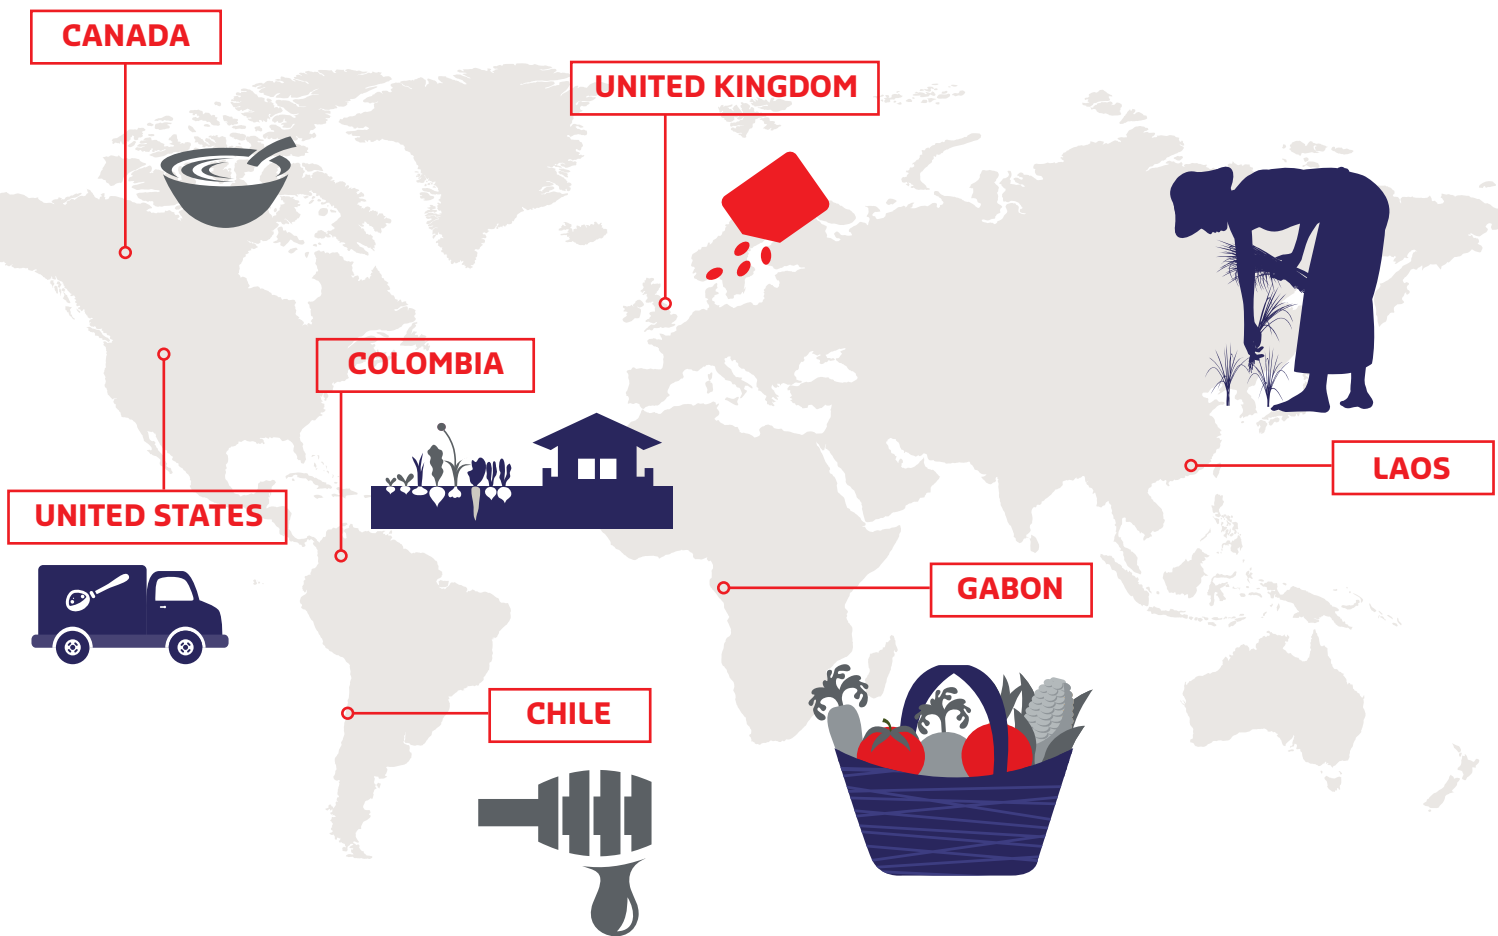 CANADA
UNITED KINGDOM
COLOMBIA
LAOS
UNITED STATES
GABON
CHILE